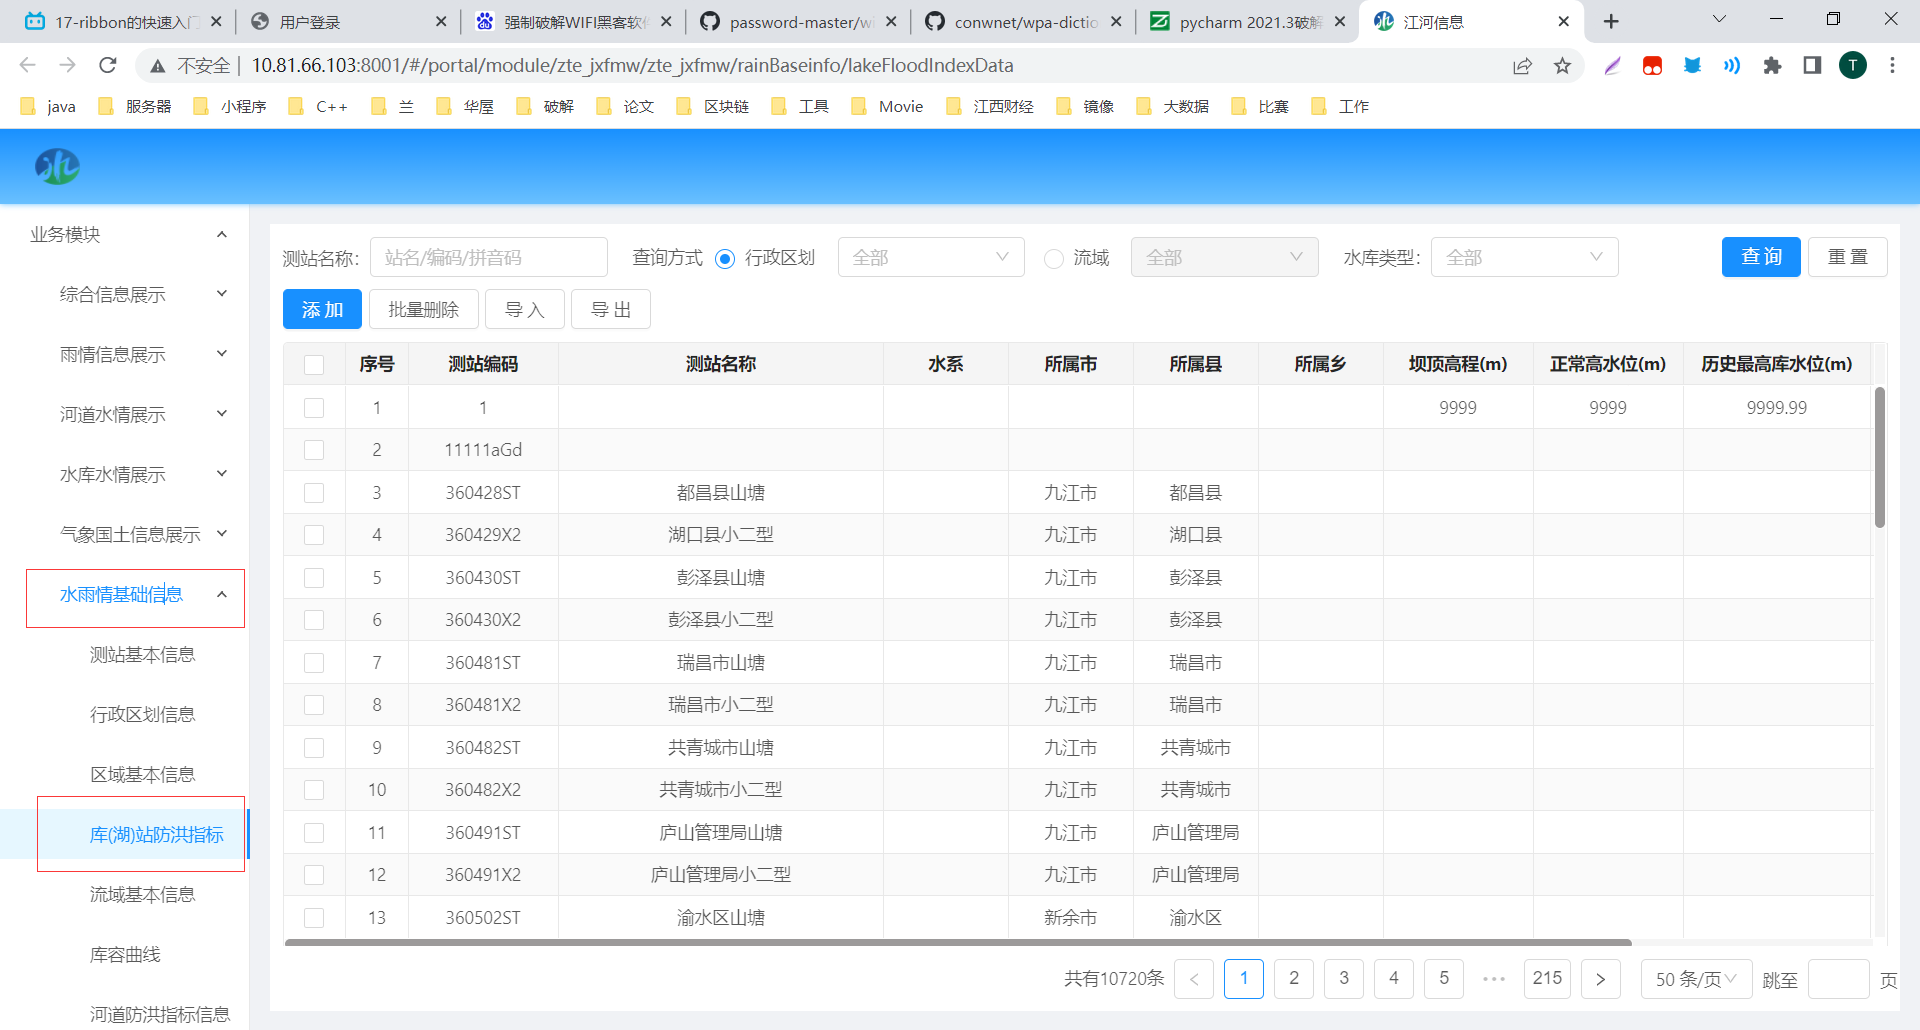 17-ribbon的快速入门
用户登录
强制破解WIFI黑客软件
password-master/wi
conwnet/wpa-dictio
pycharm 2021.3破解
江河信息
不安全 10.81.66.103:8001/#/portal/module/zte_jxfmw/zte_jxfmw/rainBaseinfo/lakeFloodIndexData
T
java 服务器 小程序 C++ 兰 华屋 破解 论文 区块链 工具 Movie 江西财经 镜像 大数据 比赛 工作
业务模块
综合信息展示
雨情信息展示
河道水情展示
水库水情展示
气象国土信息展示
水雨情基础信息
测站基本信息
行政区划信息
区域基本信息
库(湖)站防洪指标
流域基本信息
库容曲线
河道防洪指标信息
测站名称: 站名/编码/拼音码 查询方式 行政区划 全部 流域 全部 水库类型: 全部 查 询 重 置
添 加 批量删除 导 入 导 出
序号 测站编码 测站名称 水系 所属市 所属县 所属乡 坝顶高程(m) 正常高水位(m) 历史最高库水位(m)
1 1 9999 9999 9999.99
2 11111aGd
3 360428ST 都昌县山塘 九江市 都昌县
4 360429X2 湖口县小二型 九江市 湖口县
5 360430ST 彭泽县山塘 九江市 彭泽县
6 360430X2 彭泽县小二型 九江市 彭泽县
7 360481ST 瑞昌市山塘 九江市 瑞昌市
8 360481X2 瑞昌市小二型 九江市 瑞昌市
9 360482ST 共青城市山塘 九江市 共青城市
10 360482X2 共青城市小二型 九江市 共青城市
11 360491ST 庐山管理局山塘 九江市 庐山管理局
12 360491X2 庐山管理局小二型 九江市 庐山管理局
13 360502ST 渝水区山塘 新余市 渝水区
共有10720条 < 1 2 3 4 5 ••• 215 > 50 条/页 跳至 页